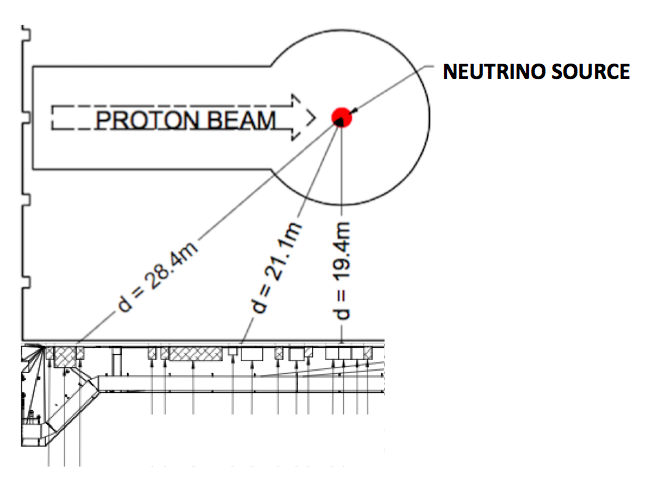 NEUTRINO SOURCE
PROTON BEAM
d = 28.4m
d = 21.1m
d = 19.4m